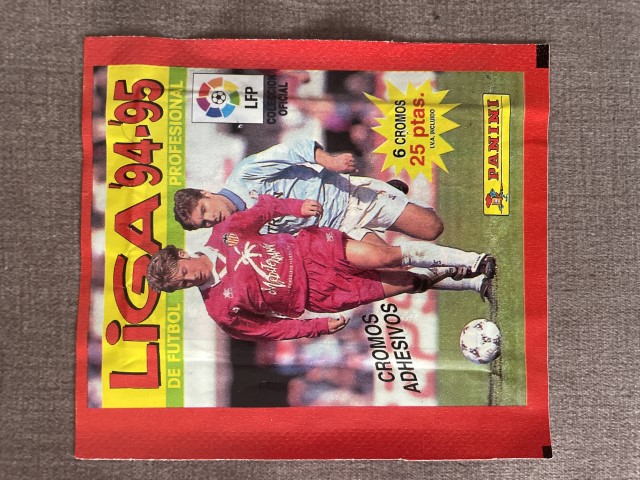 LiGA '94-'95
DE FUTBOL PROFESIONAL
LFP
COLECCION
OFICIAL
CROMOS
ADHESIVOS
6 CROMOS
25 ptas.
I.V.A. INCLUIDO
PANINI